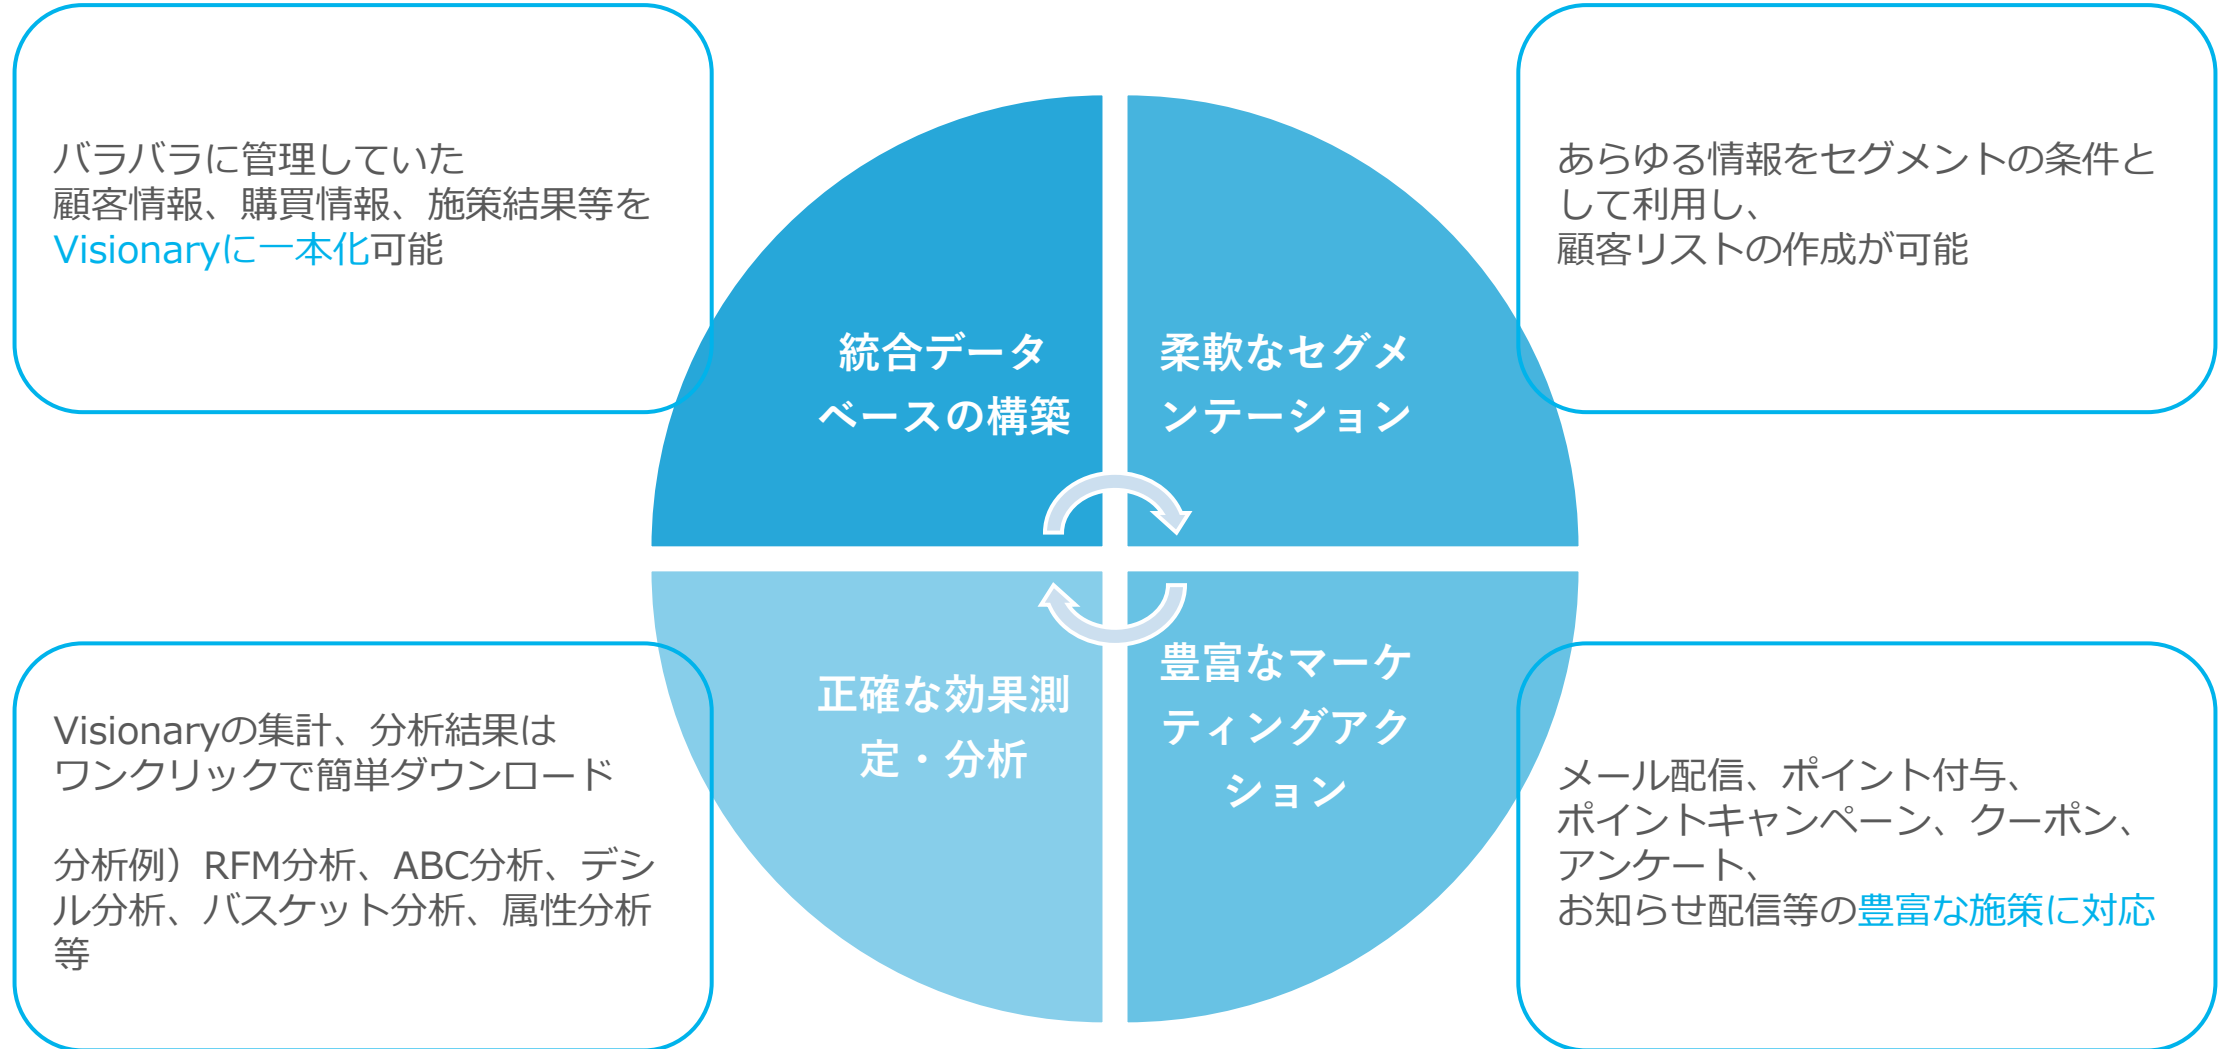 バラバラに管理していた
顧客情報、購買情報、施策結果等を
Visionaryに一本化可能
あらゆる情報をセグメントの条件と
して利用し、
顧客リストの作成が可能
統合データ
ベースの構築
柔軟なセグメ
ンテーション
正確な効果測
定・分析
豊富なマーケ
ティングアク
ション
Visionaryの集計、分析結果は
ワンクリックで簡単ダウンロード
分析例）RFM分析、ABC分析、デシ
ル分析、バスケット分析、属性分析
等
メール配信、ポイント付与、
ポイントキャンペーン、クーポン、
アンケート、
お知らせ配信等の豊富な施策に対応